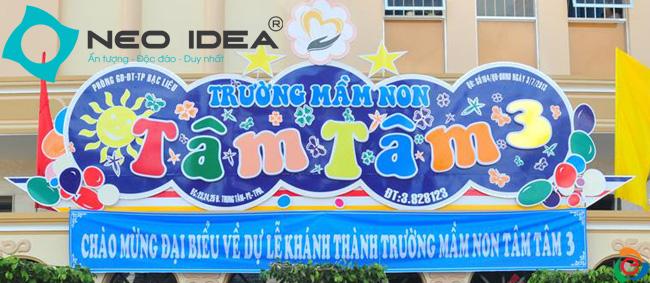 NEO IDEA®
Ấn tượng - Độc đáo - Duy nhất
PHÒNG GD-ĐT-TP BẠC LIÊU
TRƯỜNG MẦM NON
Tâm Tâm 3
ĐT:3.828123
CHÀO MỪNG ĐẠI BIỂU VỀ DỰ LỄ KHÁNH THÀNH TRƯỜNG MẦM NON TÂM TÂM 3